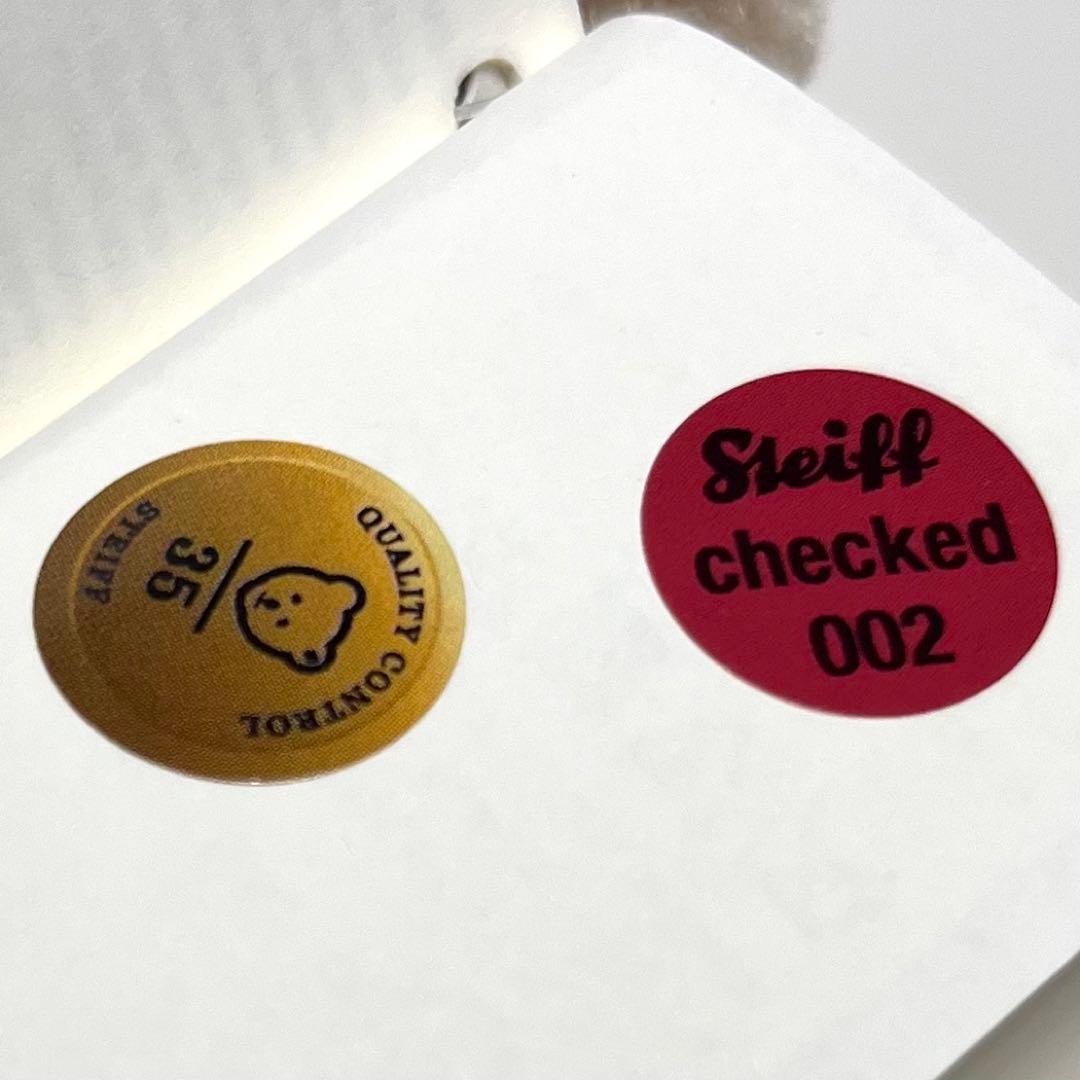 QUALITY CONTROL
35
STEIFF
Steiff
checked
002